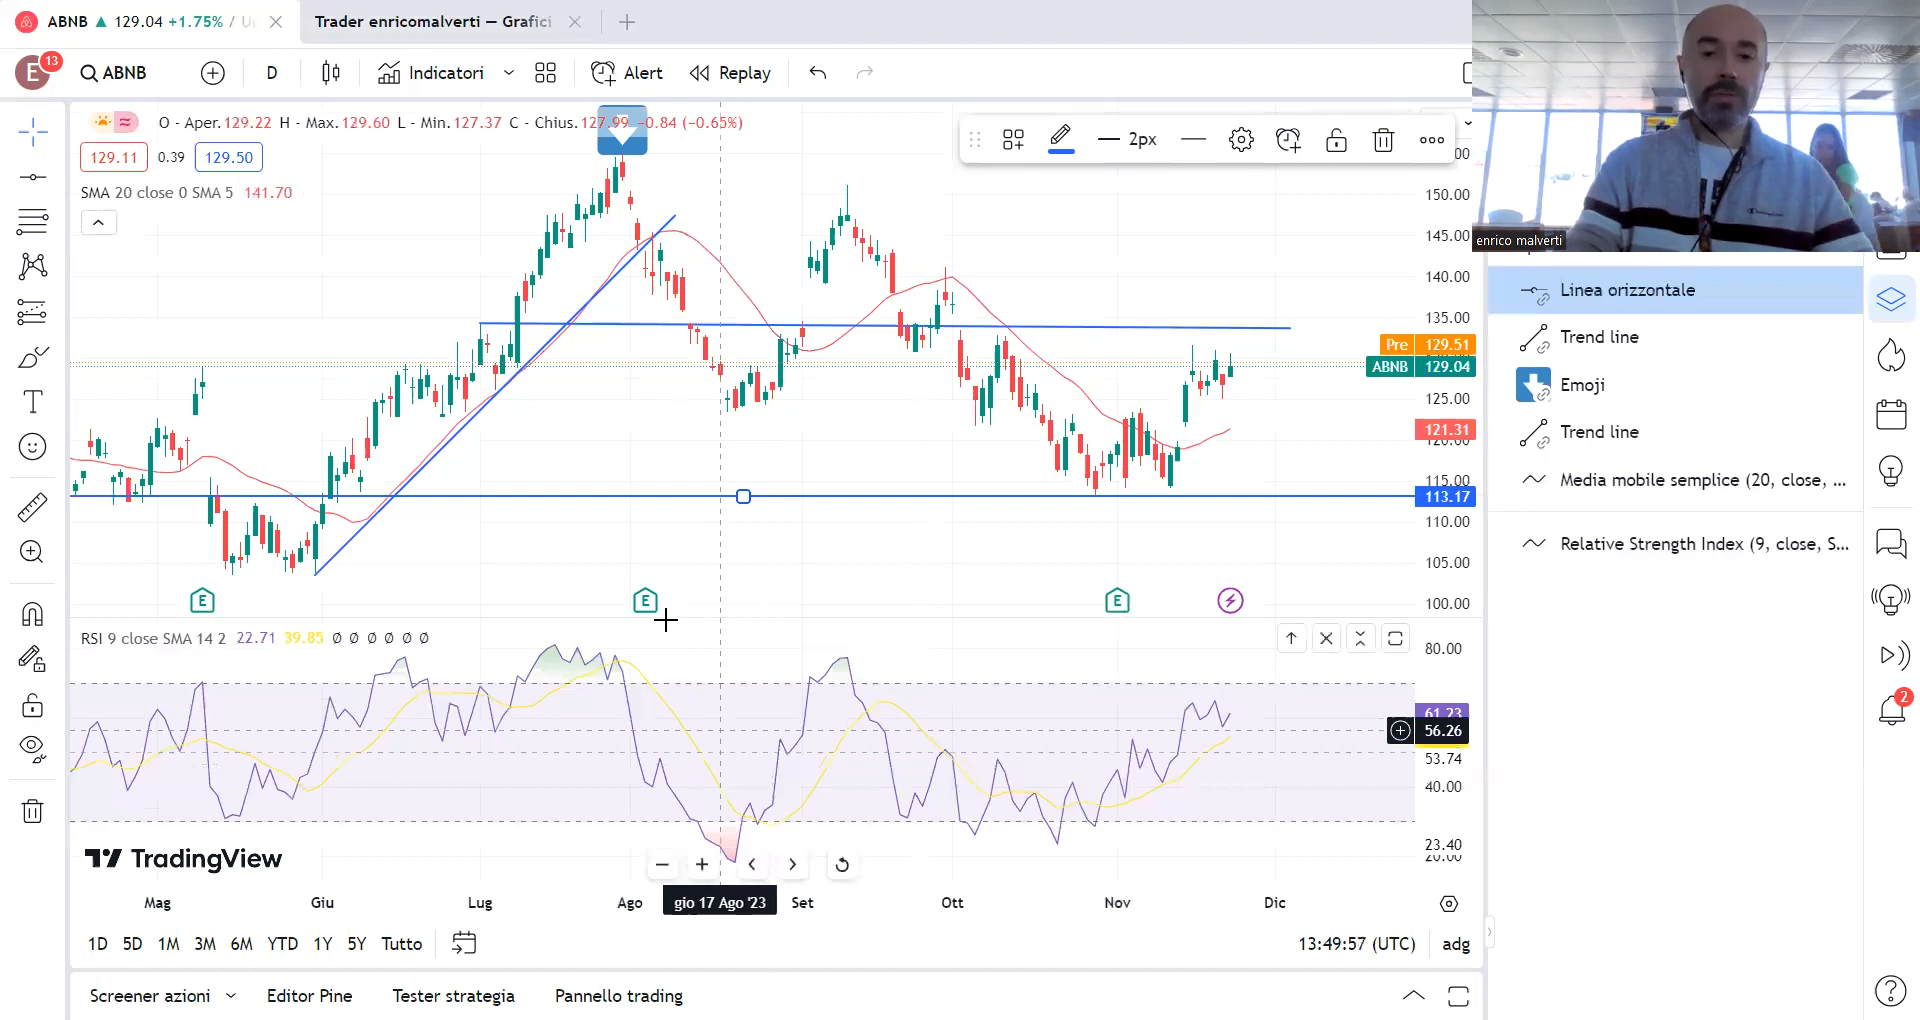 ABNB ▲ 129.04 +1.75% /
Trader enricomalverti — Grafici
E
13
ABNB
D
Indicatori
Alert
Replay
O - Aper.129.22 H - Max.129.60 L - Min.127.37 C - Chius.127.99 −0.84 (−0.65%)
129.11
0.39
129.50
SMA 20 close 0 SMA 5 141.70
2px
150.00
145.00
140.00
135.00
Pre 129.51
ABNB 129.04
125.00
121.31
120.00
115.00
113.17
110.00
105.00
100.00
E
E
E
RSI 9 close SMA 14 2 22.71 39.85 Ø Ø Ø Ø Ø Ø
80.00
61.23
56.26
53.74
40.00
23.40
20.00
TradingView
Mag
Giu
Lug
Ago
gio 17 Ago '23
Set
Ott
Nov
Dic
1D 5D 1M 3M 6M YTD 1Y 5Y Tutto
13:49:57 (UTC)
adg
Screener azioni
Editor Pine
Tester strategia
Pannello trading
enrico malverti
Linea orizzontale
Trend line
Emoji
Trend line
Media mobile semplice (20, close, ...
Relative Strength Index (9, close, S...
2